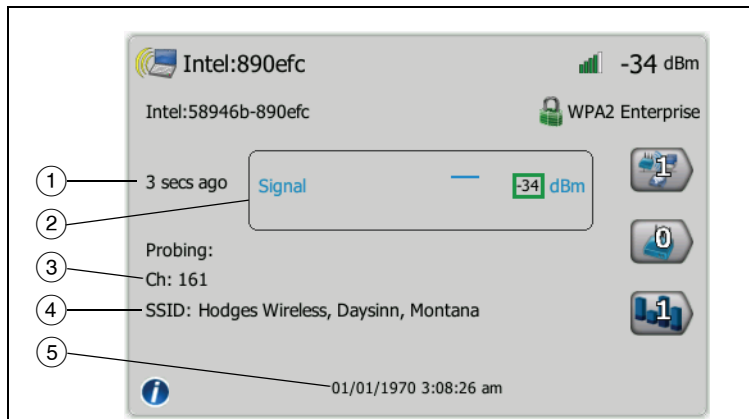 Intel:890efc
-34 dBm
Intel:58946b-890efc
WPA2 Enterprise
1
3 secs ago
Signal
-34 dBm
1
2
Probing:
0
3
Ch: 161
4
SSID: Hodges Wireless, Daysinn, Montana
1
5
01/01/1970 3:08:26 am
i